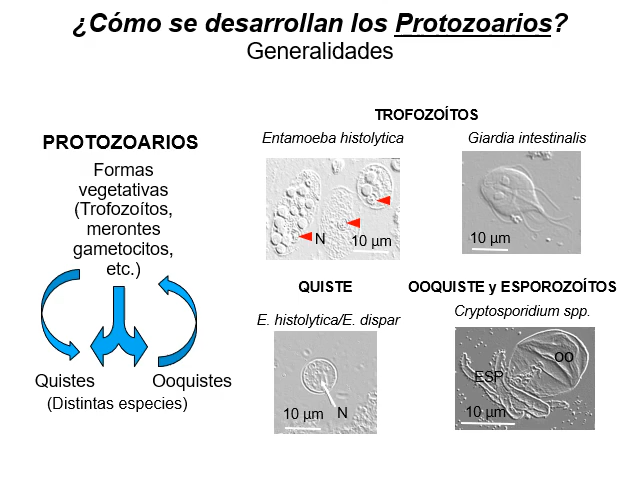 ¿Cómo se desarrollan los Protozoarios?
Generalidades
PROTOZOARIOS
Formas
vegetativas
(Trofozoítos,
merontes
gametocitos,
etc.)
Quistes
Ooquistes
(Distintas especies)
TROFOZOÍTOS
Entamoeba histolytica
N
10 µm
Giardia intestinalis
10 µm
QUISTE
E. histolytica/E. dispar
10 µm
N
OOQUISTE y ESPOROZOÍTOS
Cryptosporidium spp.
OO
ESP
10 µm